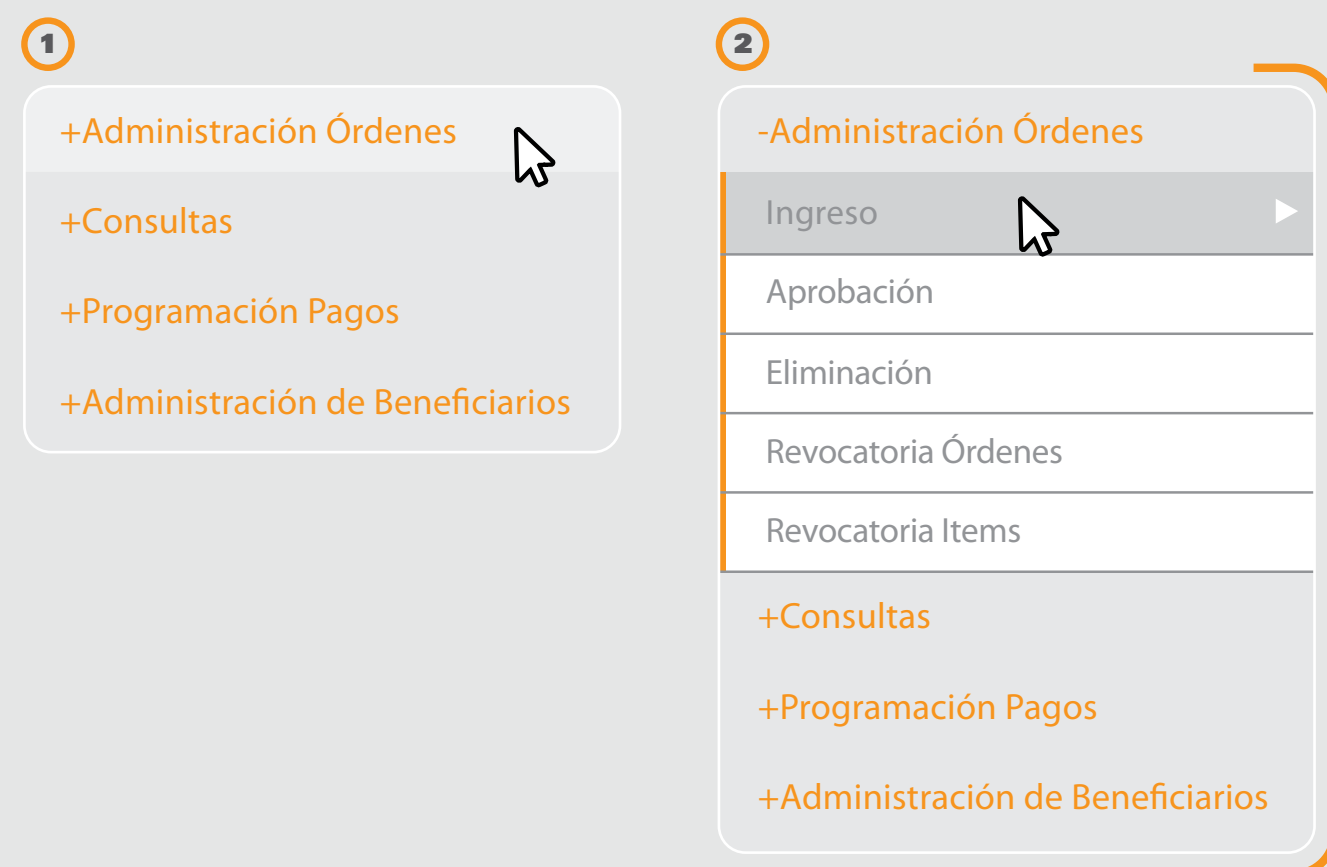 1
+Administración Órdenes
+Consultas
+Programación Pagos
+Administración de Beneficiarios
2
-Administración Órdenes
Ingreso
Aprobación
Eliminación
Revocatoria Órdenes
Revocatoria Items
+Consultas
+Programación Pagos
+Administración de Beneficiarios